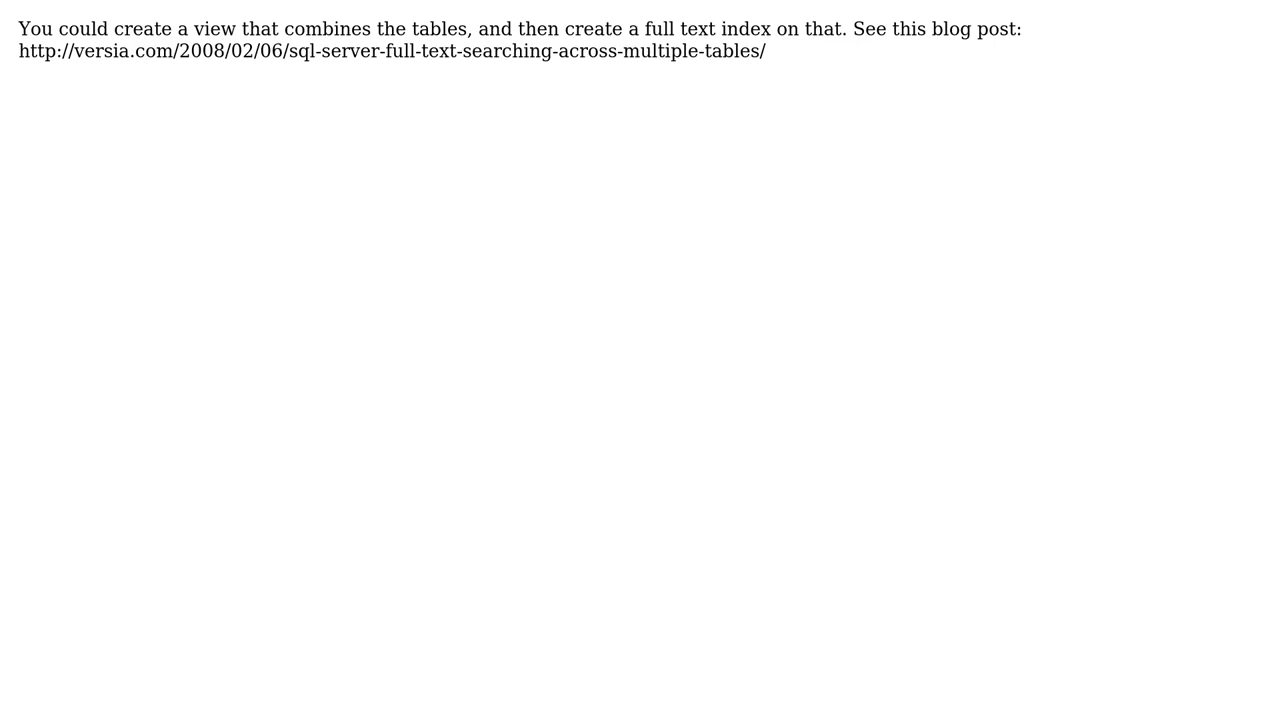 You could create a view that combines the tables, and then create a full text index on that. See this blog post:
http://versia.com/2008/02/06/sql-server-full-text-searching-across-multiple-tables/